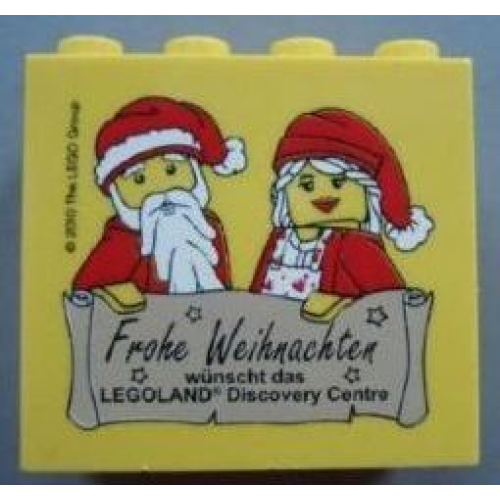 © 2010 The LEGO Group
Frohe Weihnachten
wünscht das
LEGOLAND® Discovery Centre